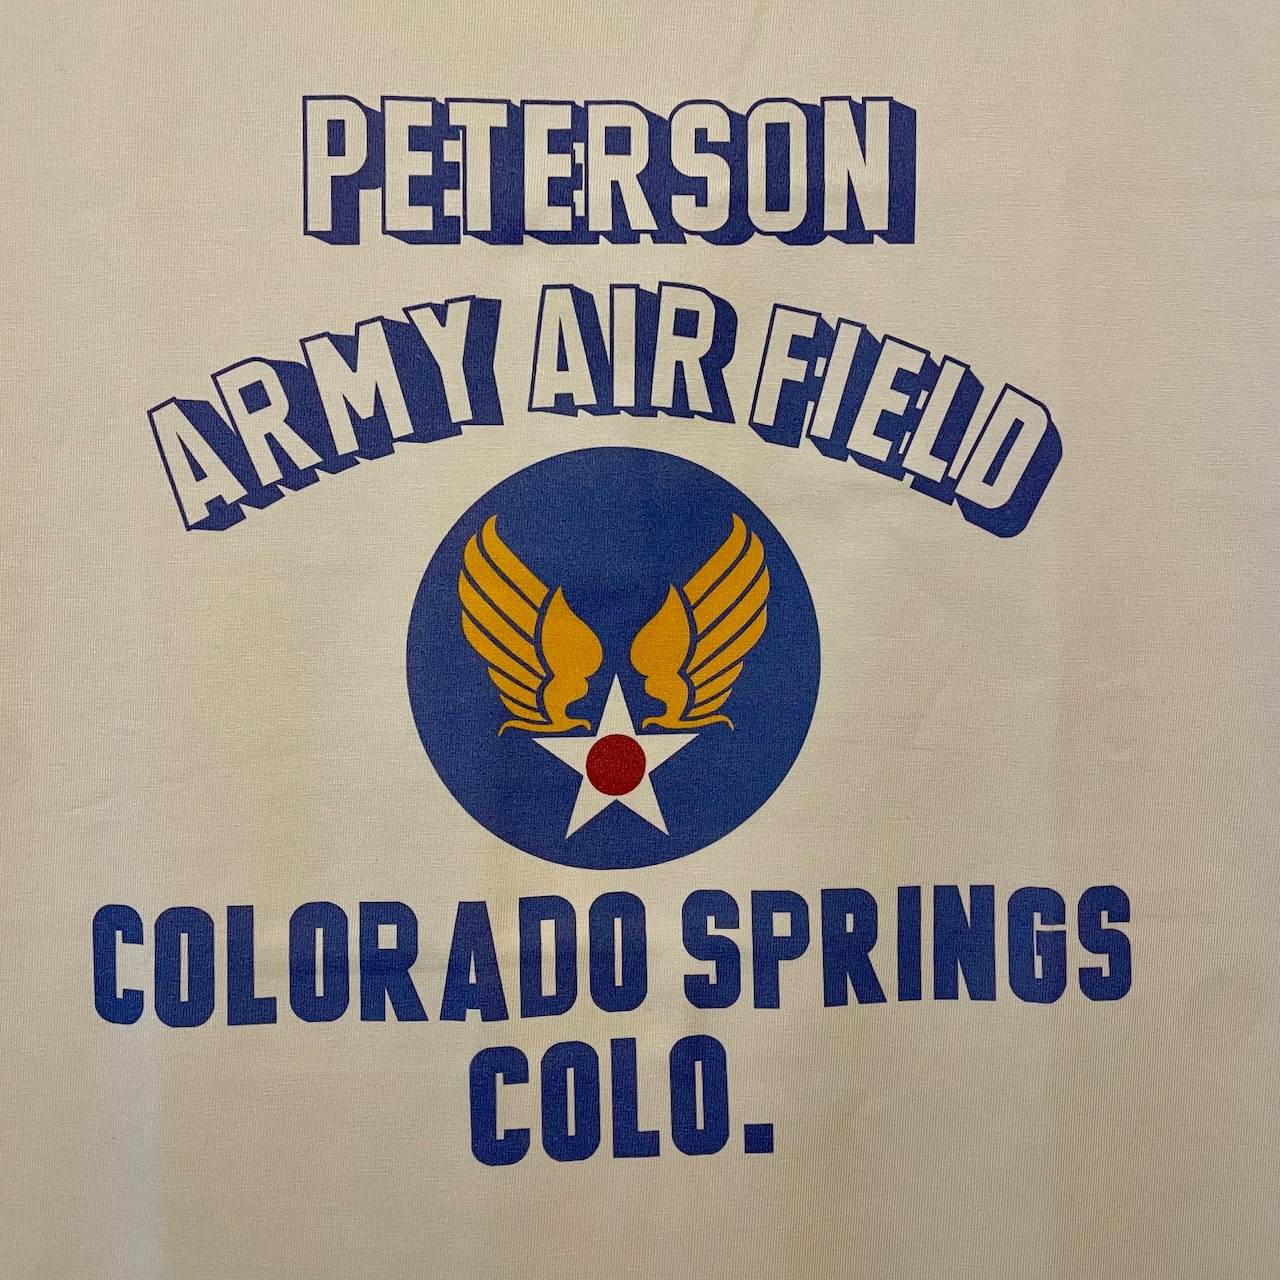 PETERSON
ARMY AIR FIELD
COLORADO SPRINGS
COLO.